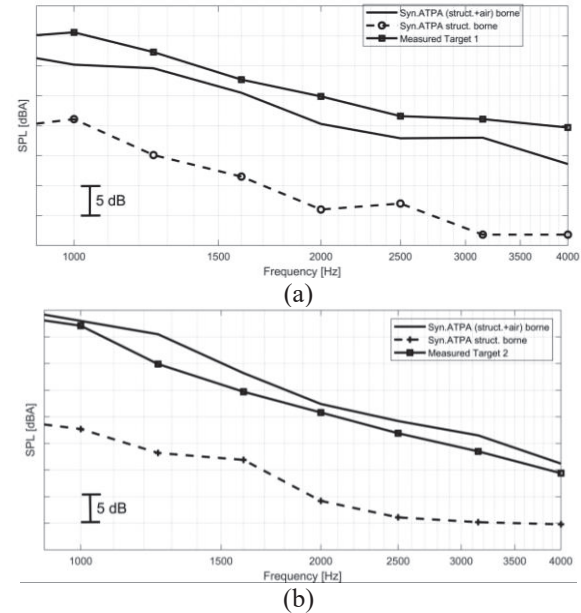 Syn.ATPA (struct.+air) borne
Syn.ATPA struct. borne
Measured Target 1
SPL [dBA]
5 dB
1000 1500 2000 2500 3000 3500 4000
Frequency [Hz]
(a)
Syn.ATPA (struct.+air) borne
Syn.ATPA struct. borne
Measured Target 2
SPL [dBA]
5 dB
1000 1500 2000 2500 3000 3500 4000
Frequency [Hz]
(b)